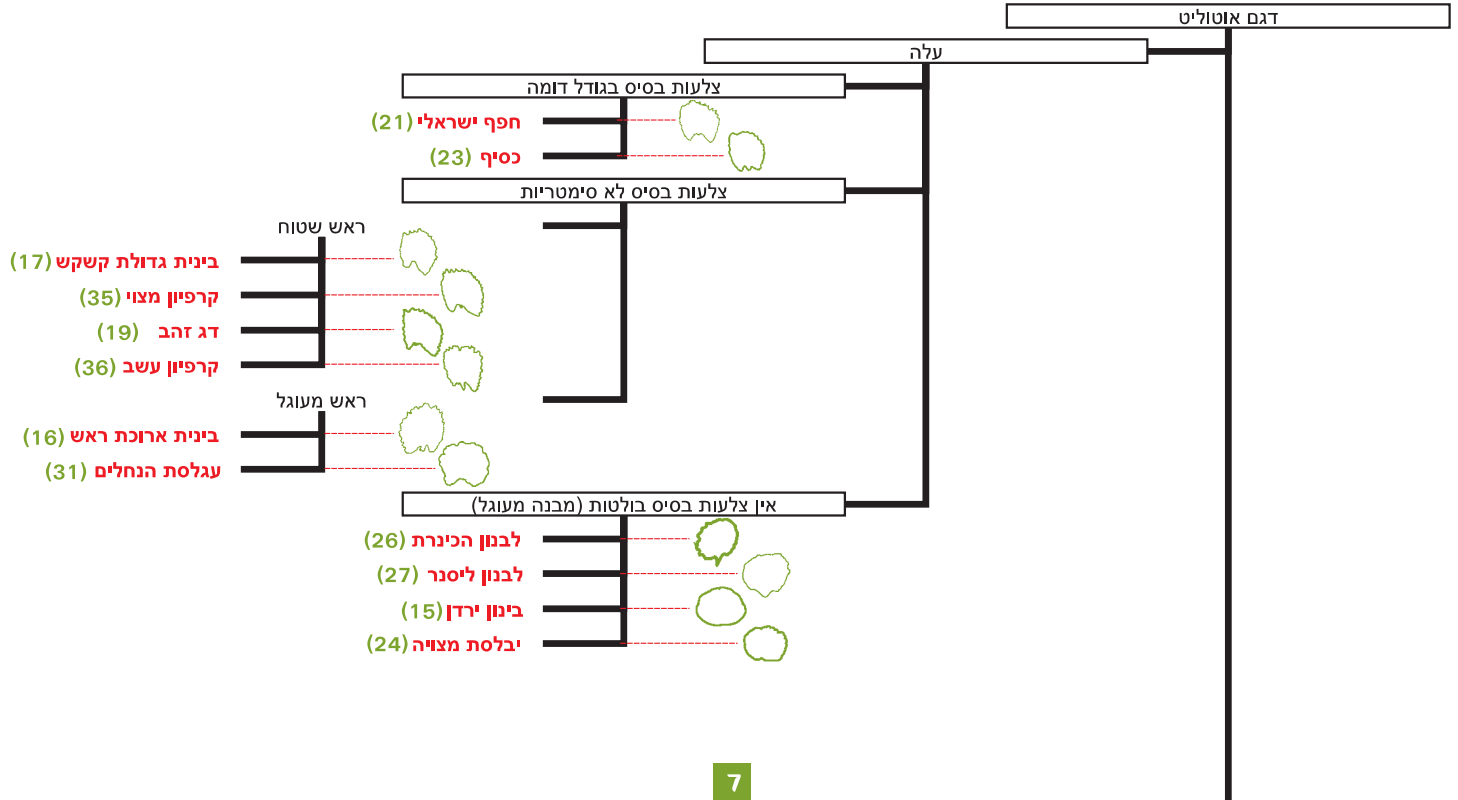 דגם אוטוליט
עלה
צלעות בסיס בגודל דומה
חפף ישראלי (21)
כסיף (23)
צלעות בסיס לא סימטריות
ראש שטוח
בינית גדולת קשקש (17)
קרפיון מצוי (35)
דג זהב (19)
קרפיון עשב (36)
ראש מעוגל
בינית ארוכת ראש (16)
עגלסת הנחלים (31)
אין צלעות בסיס בולטות (מבנה מעוגל)
לבנון הכינרת (26)
לבנון ליסנר (27)
בינון ירדן (15)
יבלסת מצויה (24)
7